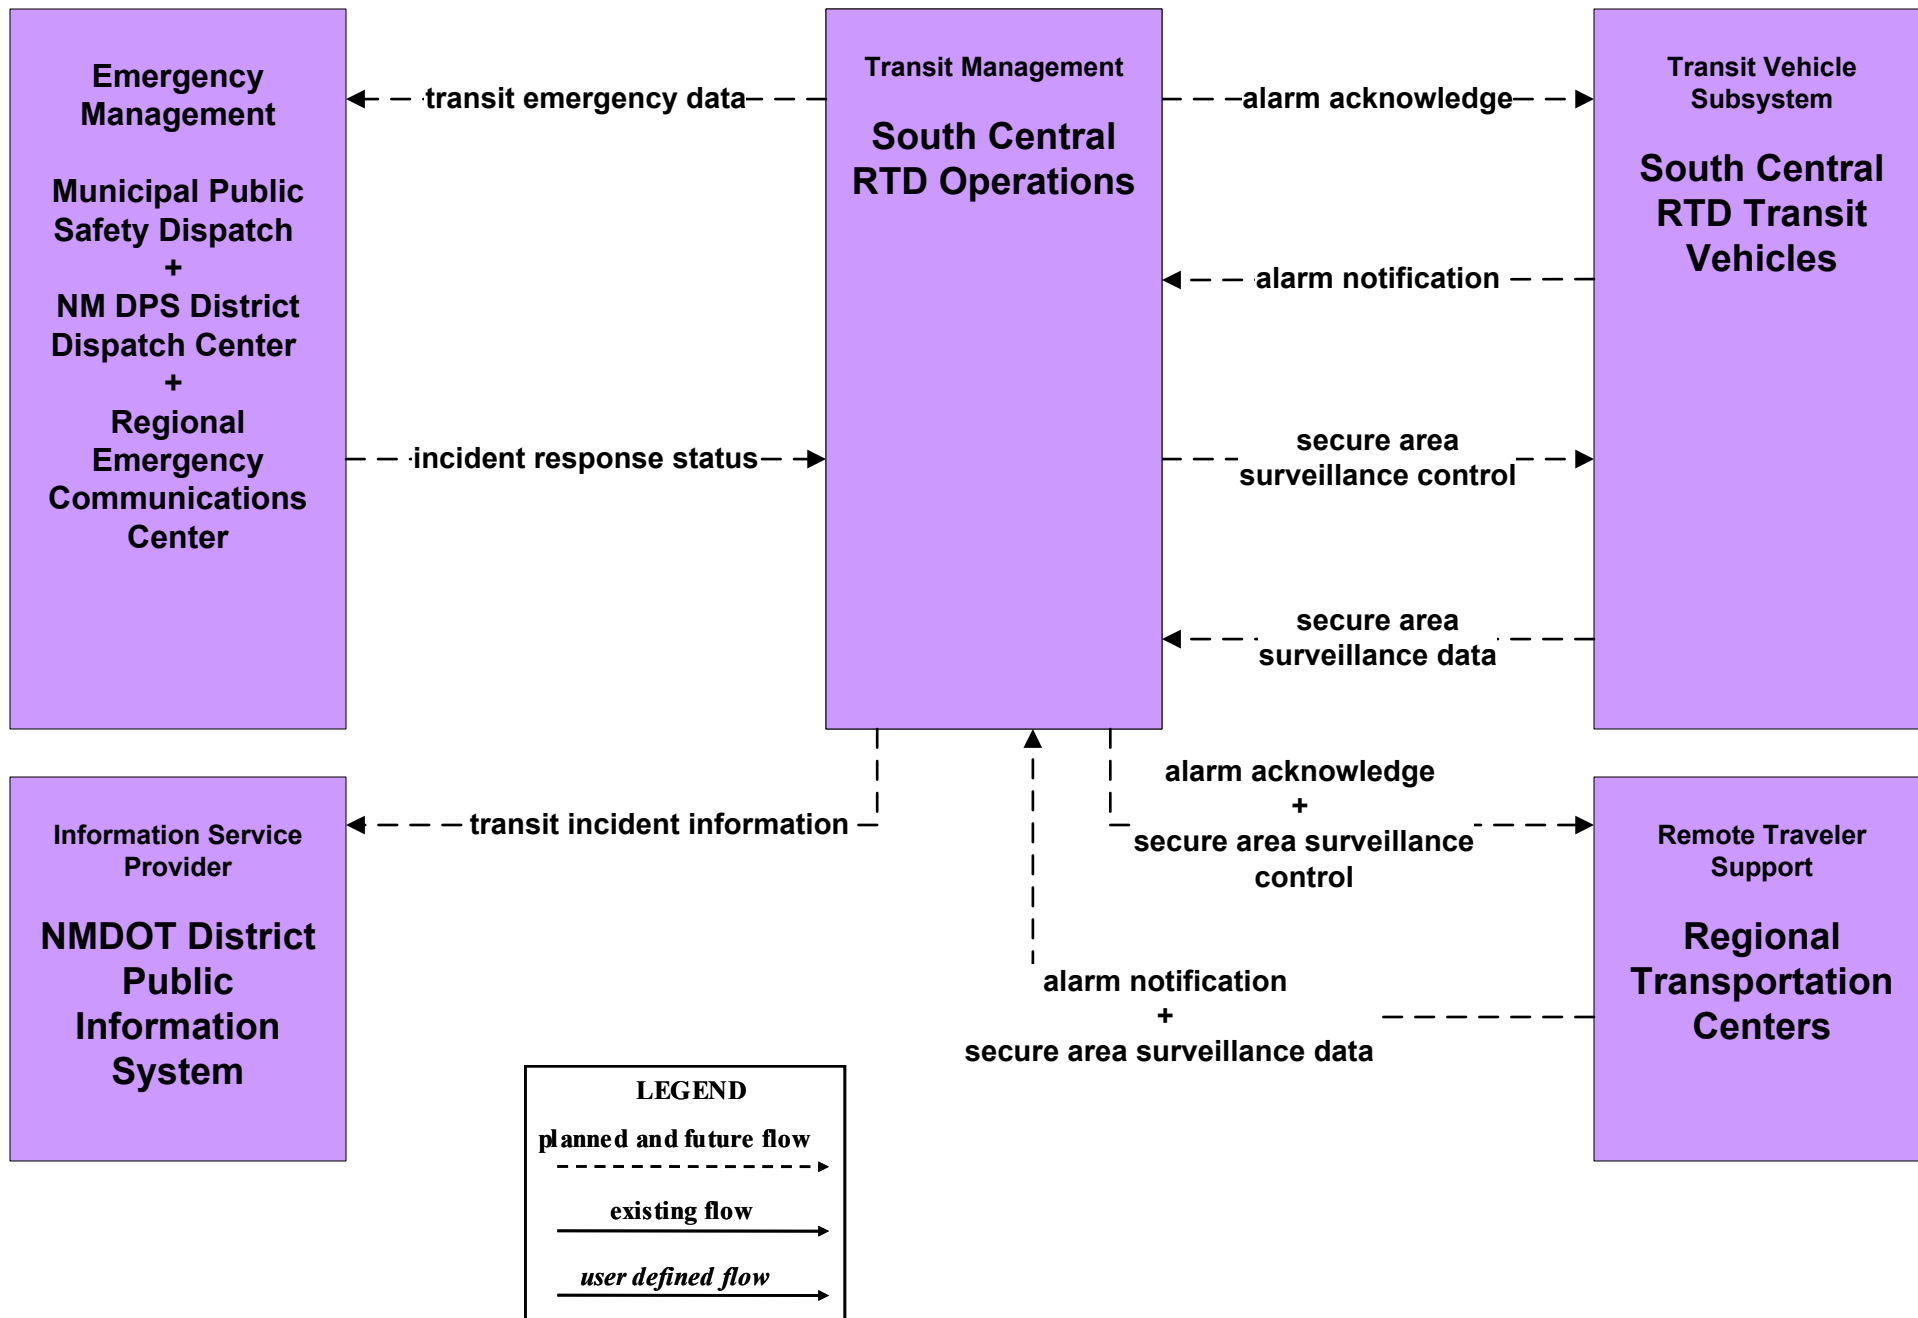 Emergency
Management
Municipal Public
Safety Dispatch
+
NM DPS District
Dispatch Center
+
Regional
Emergency
Communications
Center
transit emergency data
incident response status
Transit Management
South Central
RTD Operations
alarm acknowledge
alarm notification
secure area
surveillance control
secure area
surveillance data
Transit Vehicle
Subsystem
South Central
RTD Transit
Vehicles
Information Service
Provider
NMDOT District
Public
Information
System
transit incident information
alarm acknowledge
+
secure area surveillance
control
alarm notification
+
secure area surveillance data
Remote Traveler
Support
Regional
Transportation
Centers
LEGEND
planned and future flow
existing flow
user defined flow